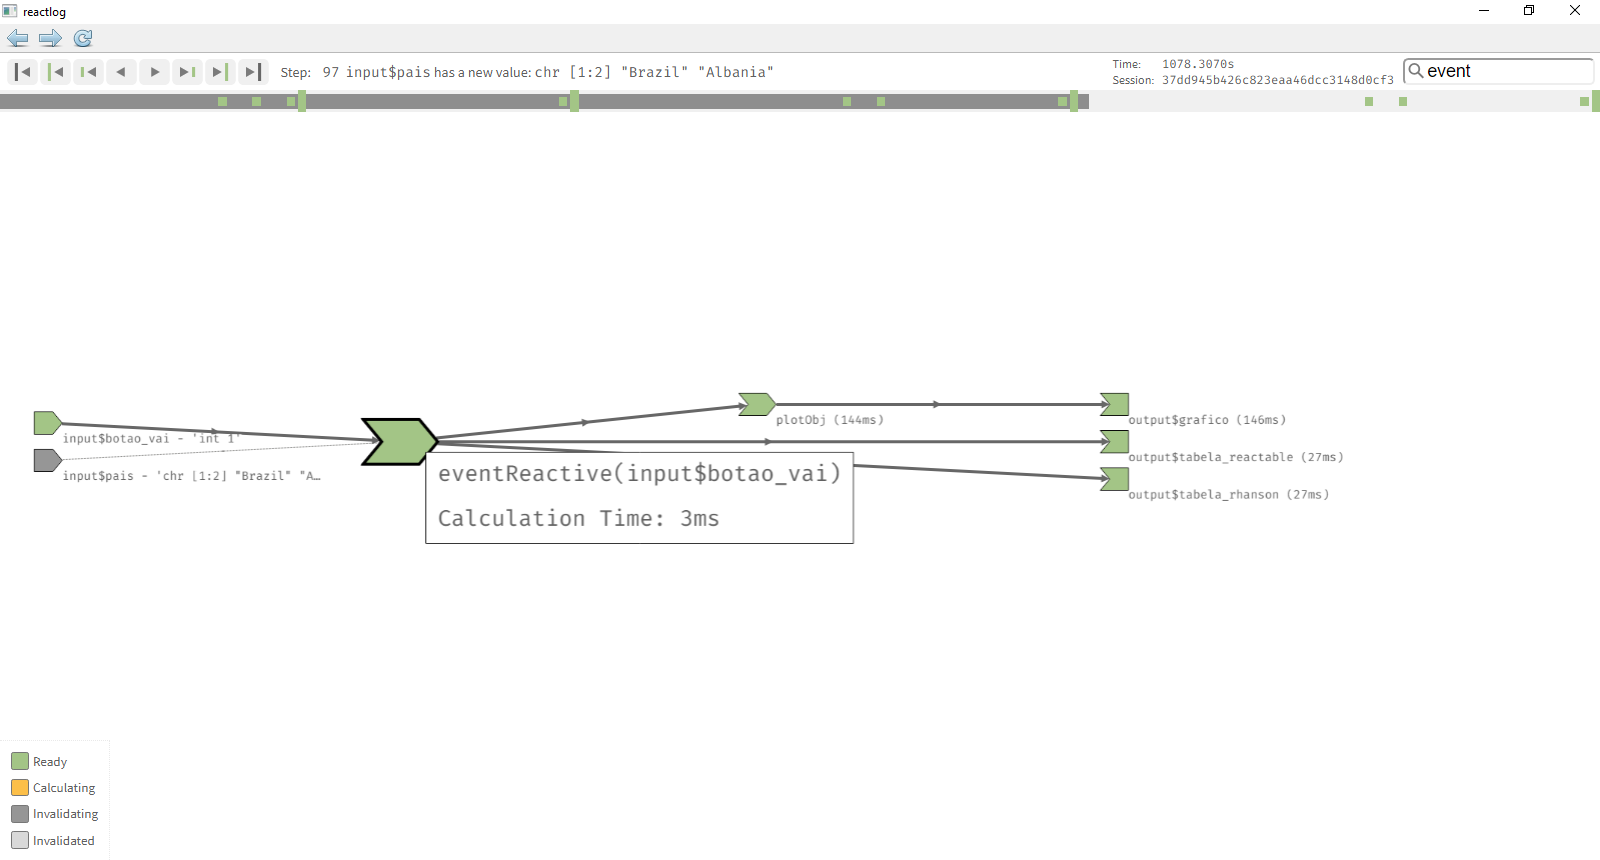 reactlog
Step: 97 input$pais has a new value: chr [1:2] "Brazil" "Albania"
Time: 1078.3070s
Session: 37dd945b426c823eaa46dcc3148d0cf3
event
input$botao_vai - 'int 1'
input$pais - 'chr [1:2] "Brazil" "A…
plotObj (144ms)
output$grafico (146ms)
output$tabela_reactable (27ms)
output$tabela_rhanson (27ms)
eventReactive(input$botao_vai)
Calculation Time: 3ms
Ready
Calculating
Invalidating
Invalidated